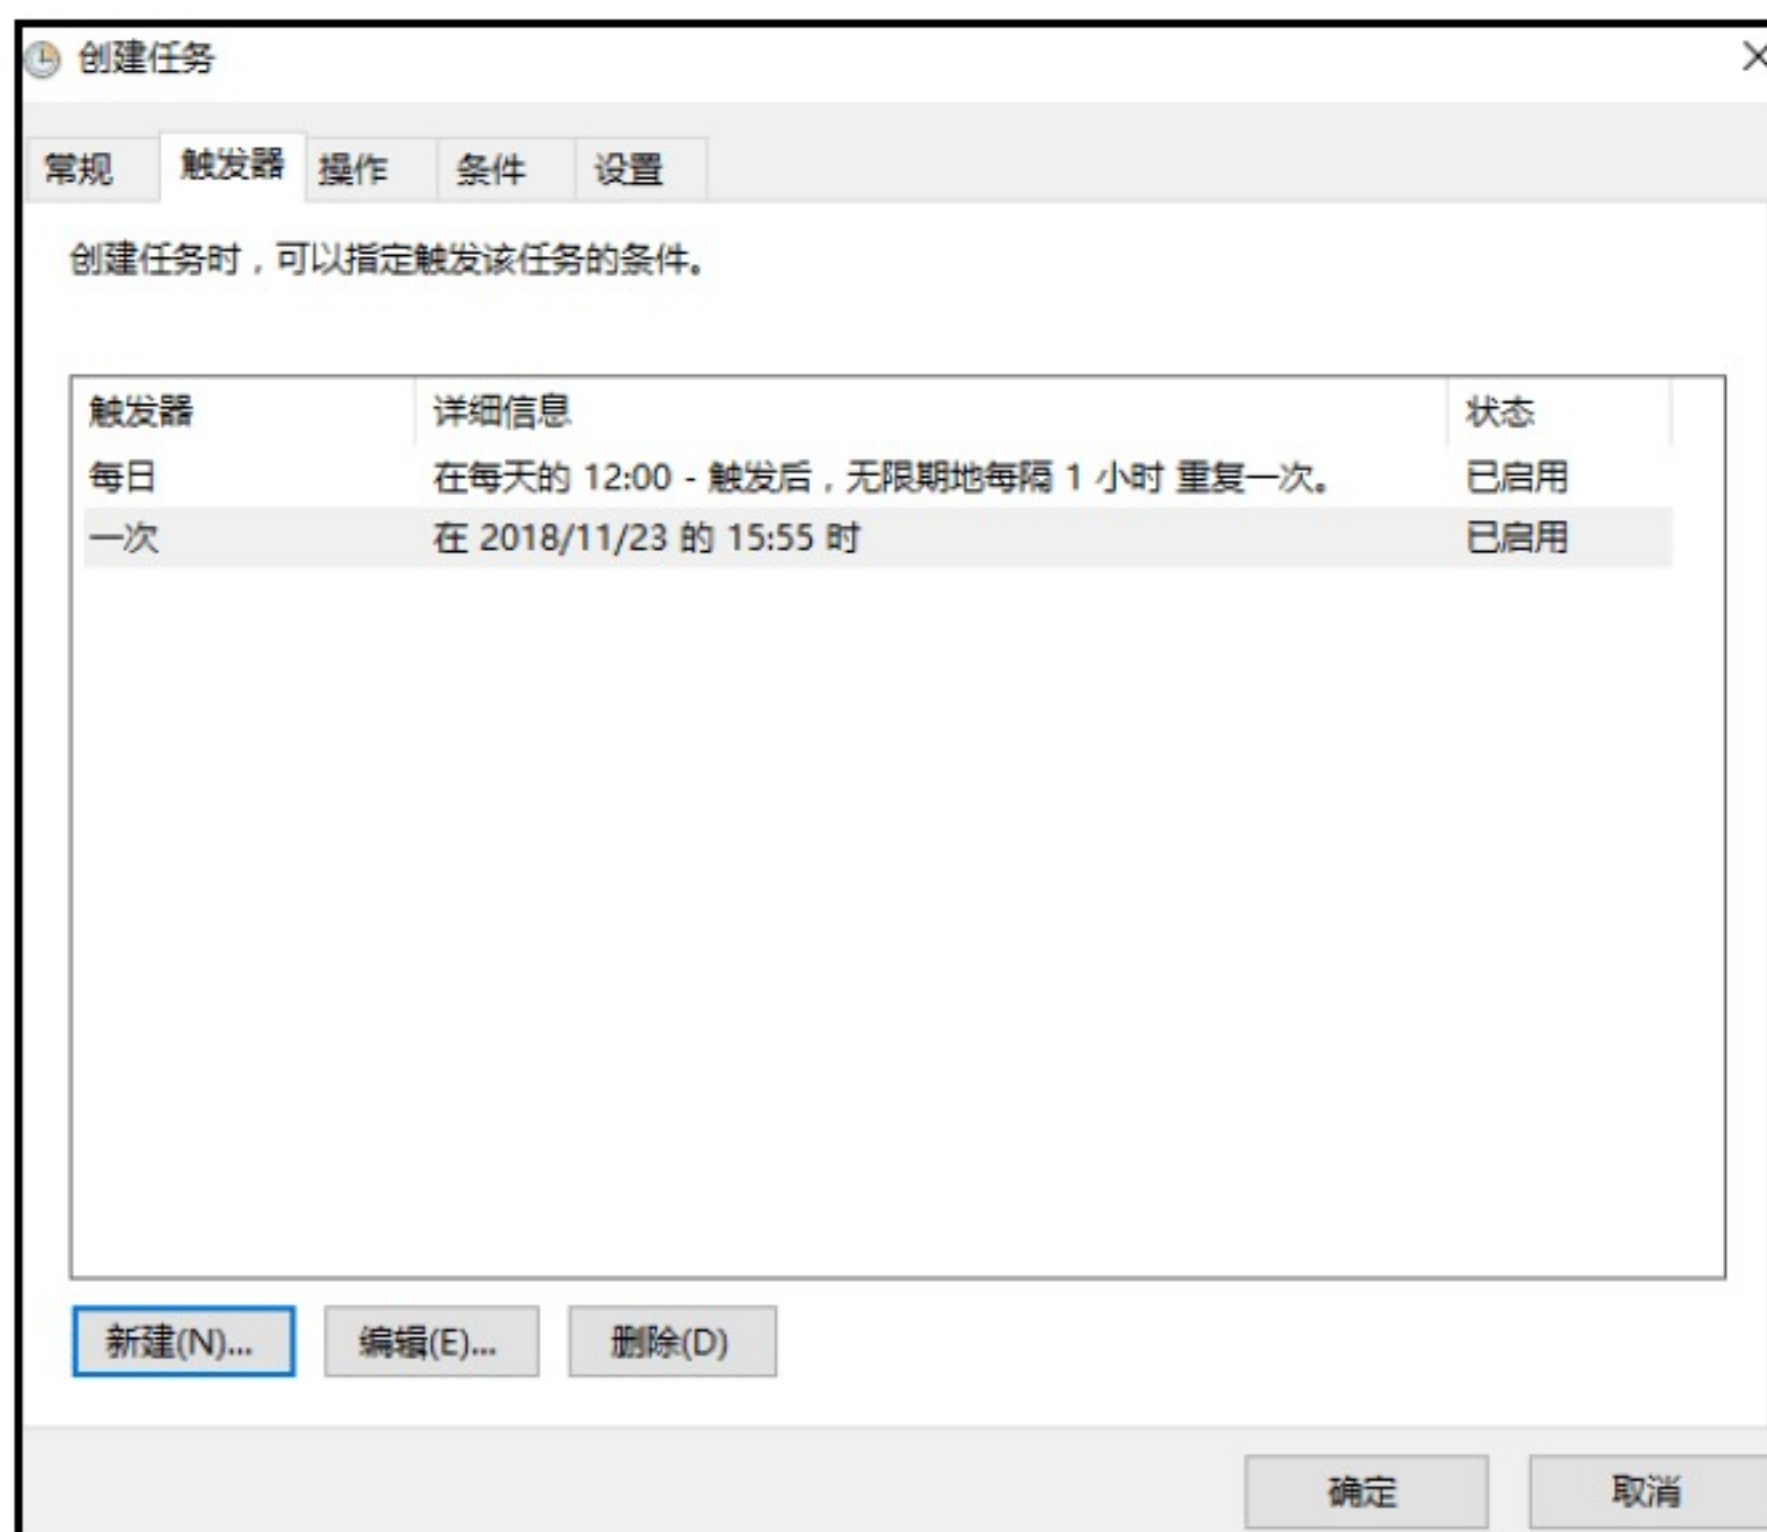 创建任务
常规 触发器 操作 条件 设置
创建任务时，可以指定触发该任务的条件。
触发器 详细信息 状态
每日 在每天的 12:00 - 触发后，无限期地每隔 1 小时 重复一次。 已启用
一次 在 2018/11/23 的 15:55 时 已启用
新建(N)... 编辑(E)... 删除(D)
确定 取消